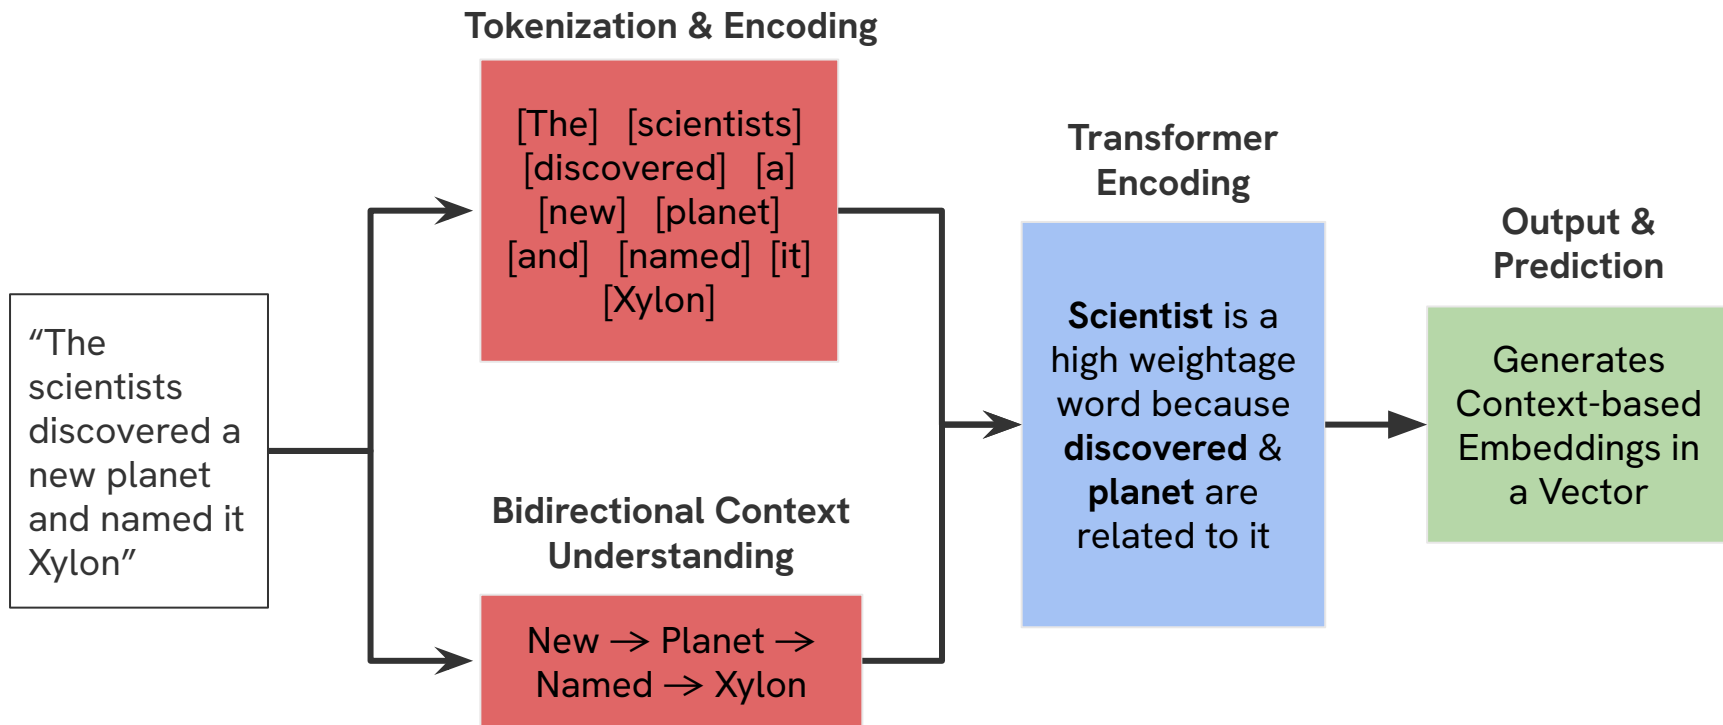 “The
scientists
discovered a
new planet
and named it
Xylon”
Tokenization & Encoding
[The] [scientists]
[discovered] [a]
[new] [planet]
[and] [named] [it]
[Xylon]
Bidirectional Context
Understanding
New → Planet →
Named → Xylon
Transformer
Encoding
Scientist is a
high weightage
word because
discovered &
planet are
related to it
Output &
Prediction
Generates
Context-based
Embeddings in
a Vector